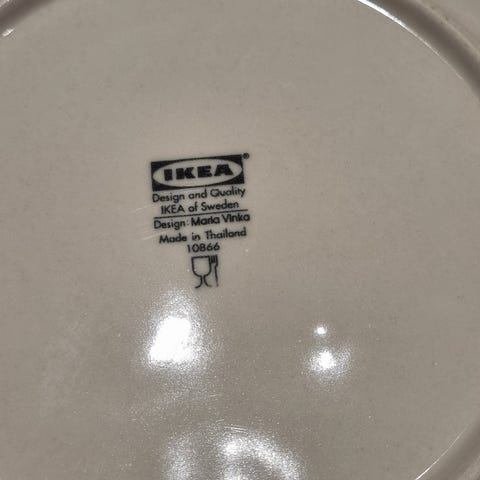 IKEA®
Design and Quality
IKEA of Sweden
Design: Maria Vinka
Made in Thailand
10866